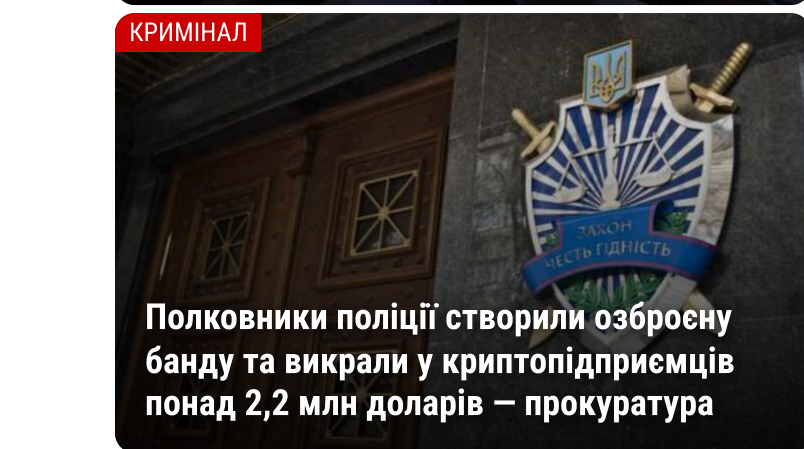 КРИМІНАЛ
ЗАКОН
ЧЕСТЬ ГІДНІСТЬ
Полковники поліції створили озброєну
банду та викрали у криптопідприємців
понад 2,2 млн доларів — прокуратура